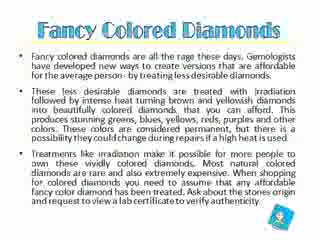 Fancy Colored Diamonds
• Fancy colored diamonds are all the rage these days. Gemologists
have developed new ways to create versions that are affordable
for the average person- by treating less desirable diamonds.
• These less desirable diamonds are treated with irradiation
followed by intense heat turning brown and yellowish diamonds
into beautifully colored diamonds that you can afford. This
produces stunning greens, blues, yellows, reds, purples and other
colors. These colors are considered permanent, but there is a
possibility they could change during repairs if a high heat is used.
• Treatments like irradiation make it possible for more people to
own these vividly colored diamonds. Most natural colored
diamonds are rare and also extremely expensive. When shopping
for colored diamonds you need to assume that any affordable
fancy color diamond has been treated. Ask about the stones origin
and request to view a lab certificate to verify authenticity.